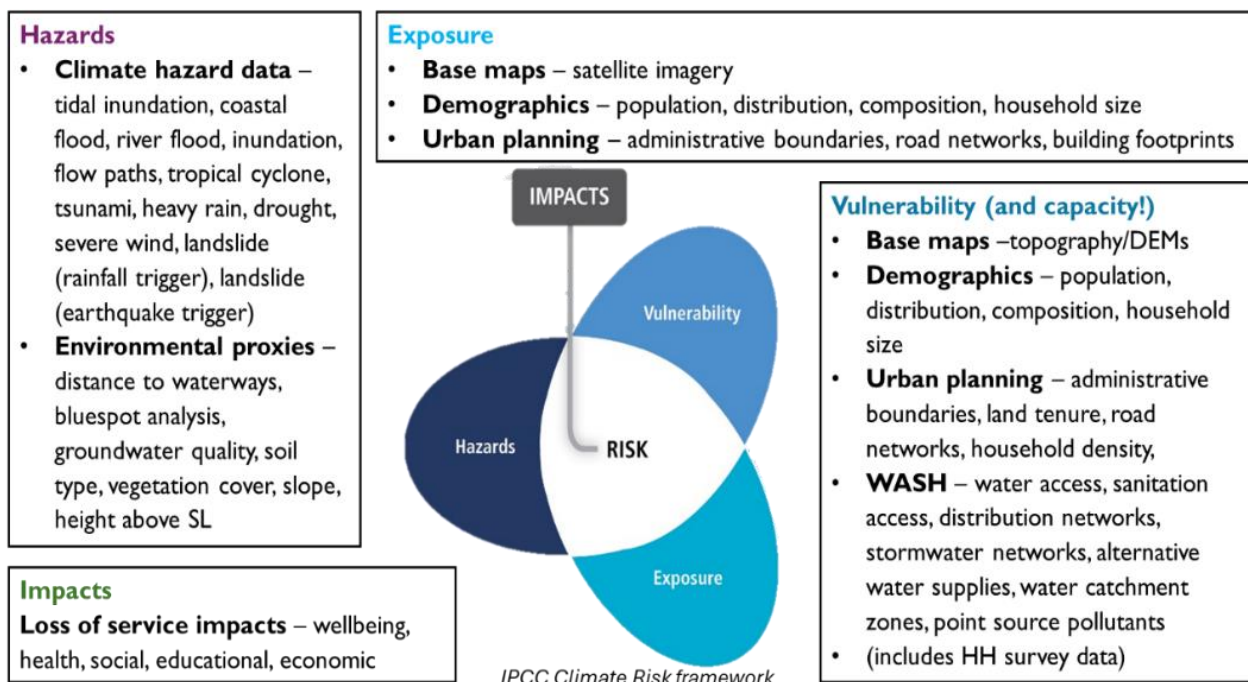 Hazards
• Climate hazard data –
tidal inundation, coastal
flood, river flood, inundation,
flow paths, tropical cyclone,
tsunami, heavy rain, drought,
severe wind, landslide
(rainfall trigger), landslide
(earthquake trigger)
• Environmental proxies –
distance to waterways,
bluespot analysis,
groundwater quality, soil
type, vegetation cover, slope,
height above SL
Exposure
• Base maps – satellite imagery
• Demographics – population, distribution, composition, household size
• Urban planning – administrative boundaries, road networks, building footprints
IMPACTS
Vulnerability
Hazards
RISK
Exposure
IPCC Climate Risk framework
Vulnerability (and capacity!)
• Base maps –topography/DEMs
• Demographics – population,
distribution, composition, household
size
• Urban planning – administrative
boundaries, land tenure, road
networks, household density,
• WASH – water access, sanitation
access, distribution networks,
stormwater networks, alternative
water supplies, water catchment
zones, point source pollutants
• (includes HH survey data)
Impacts
Loss of service impacts – wellbeing,
health, social, educational, economic